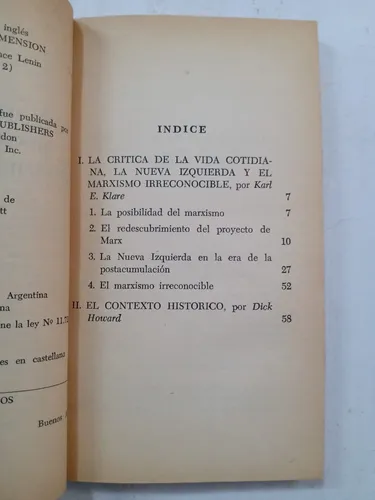 inglés
MENSION
ce Lenin
2)
fue publicada por
UBLISHERS
don
Inc.
de
tt
Argentina
na
ne la ley Nº 11.72
es en castellano
OS
Buenos
INDICE
I. LA CRITICA DE LA VIDA COTIDIA-
NA, LA NUEVA IZQUIERDA Y EL
MARXISMO IRRECONOCIBLE, por Karl
E. Klare 7
1. La posibilidad del marxismo 7
2. El redescubrimiento del proyecto de
Marx 10
3. La Nueva Izquierda en la era de la
postacumulación 27
4. El marxismo irreconocible 52
II. EL CONTEXTO HISTORICO, por Dick
Howard 58